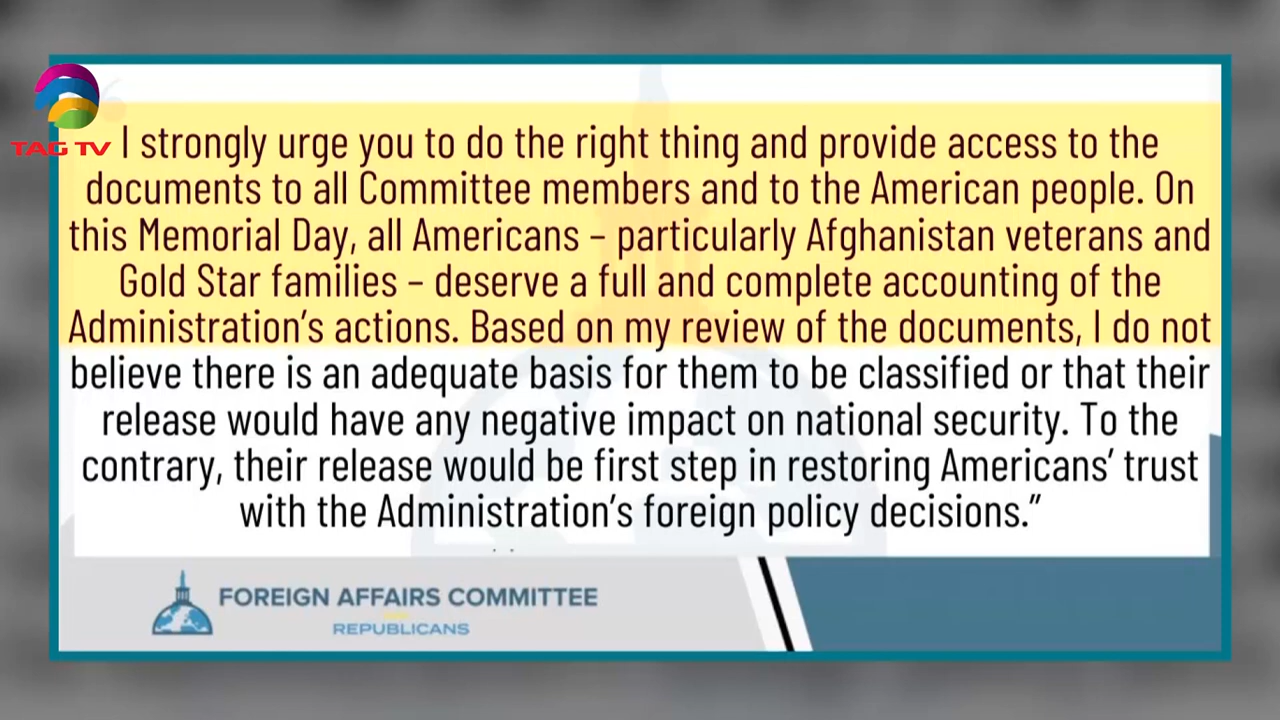 TAG TV
I strongly urge you to do the right thing and provide access to the
documents to all Committee members and to the American people. On
this Memorial Day, all Americans – particularly Afghanistan veterans and
Gold Star families – deserve a full and complete accounting of the
Administration’s actions. Based on my review of the documents, I do not
believe there is an adequate basis for them to be classified or that their
release would have any negative impact on national security. To the
contrary, their release would be first step in restoring Americans’ trust
with the Administration’s foreign policy decisions.”
FOREIGN AFFAIRS COMMITTEE
REPUBLICANS